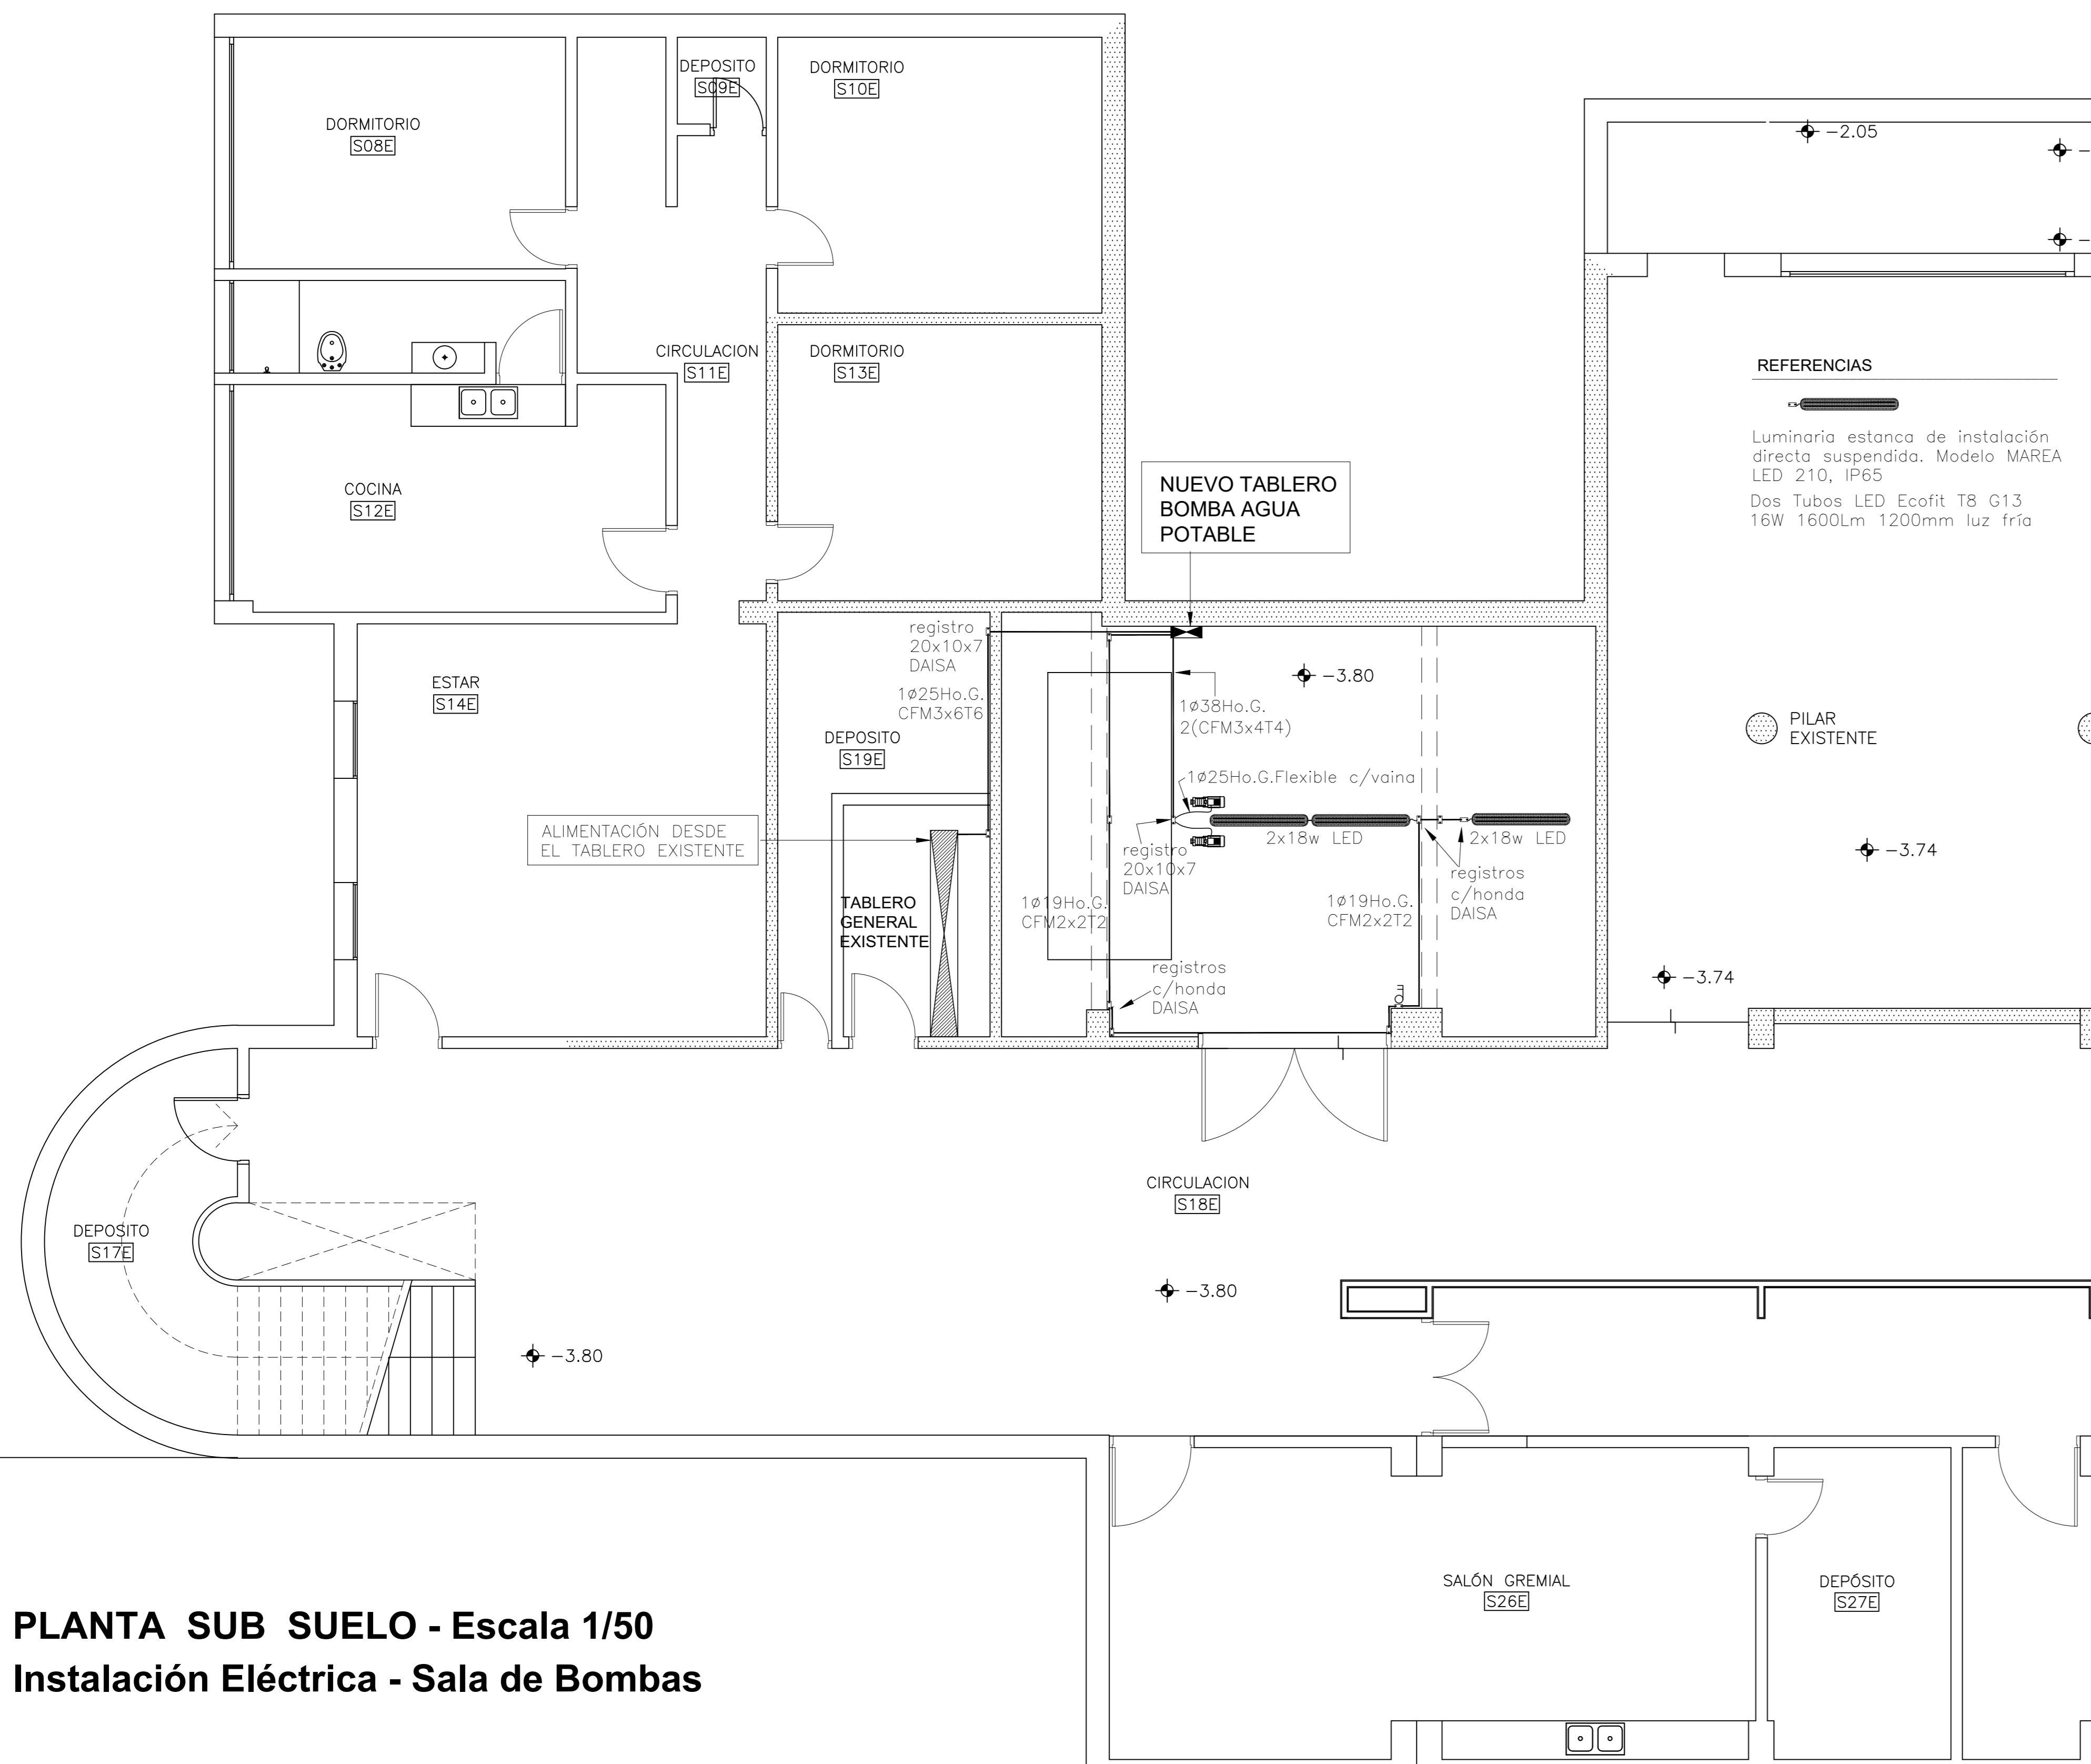 DEPOSITO
S09E
DORMITORIO
S10E
DORMITORIO
S08E
-2.05
CIRCULACION
S11E
DORMITORIO
S13E
REFERENCIAS
Luminaria estanca de instalación
directa suspendida. Modelo MAREA
LED 210, IP65
Dos Tubos LED Ecofit T8 G13
16W 1600Lm 1200mm luz fría
COCINA
S12E
NUEVO TABLERO
BOMBA AGUA
POTABLE
registro
20x10x7
DAISA
1ø25Ho.G.
CFM3x6T6
ESTAR
S14E
-3.80
1ø38Ho.G.
2(CFM3x4T4)
PILAR
EXISTENTE
DEPOSITO
S19E
1ø25Ho.G.Flexible c/vaina
ALIMENTACIÓN DESDE
EL TABLERO EXISTENTE
2x18w LED
2x18w LED
registro
20x10x7
DAISA
registros
c/honda
DAISA
-3.74
TABLERO
GENERAL
EXISTENTE
1ø19Ho.G.
CFM2x2T2
1ø19Ho.G.
CFM2x2T2
registros
c/honda
DAISA
-3.74
CIRCULACION
S18E
DEPOSITO
S17E
-3.80
-3.80
SALÓN GREMIAL
S26E
DEPÓSITO
S27E
PLANTA SUB SUELO - Escala 1/50
Instalación Eléctrica - Sala de Bombas